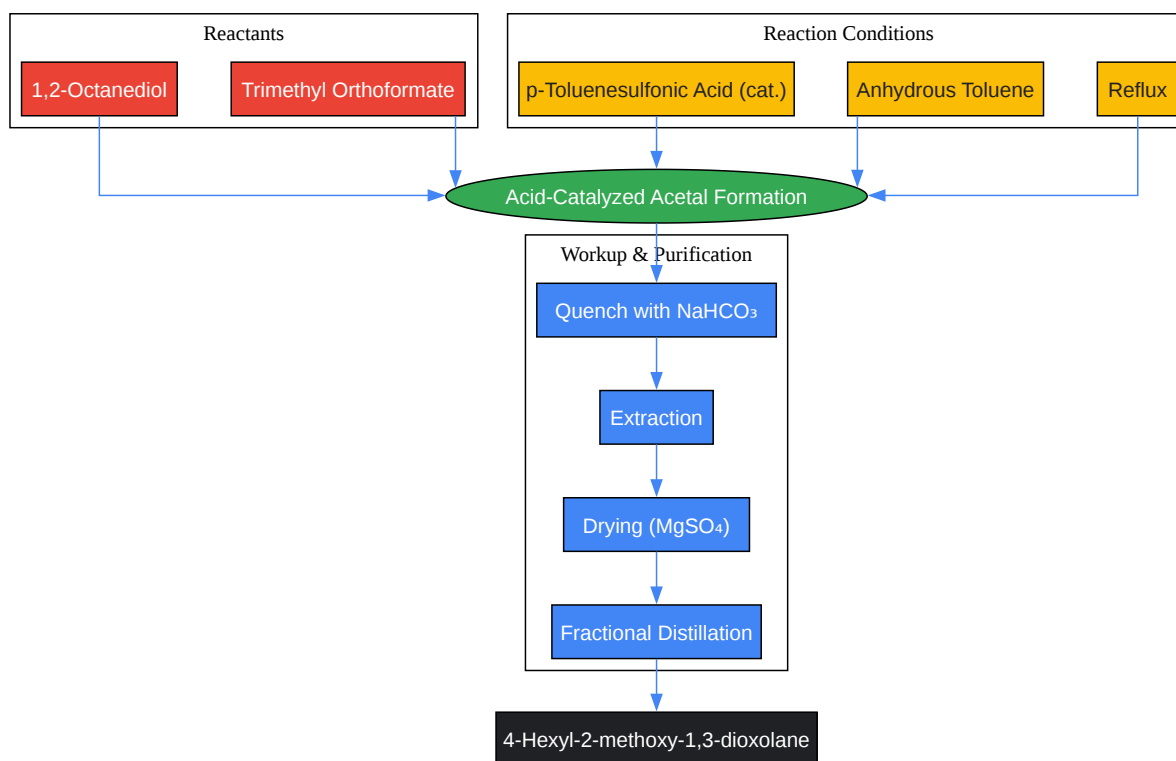 Reactants
Reaction Conditions
1,2-Octanediol
Trimethyl Orthoformate
p-Toluenesulfonic Acid (cat.)
Anhydrous Toluene
Reflux
Acid-Catalyzed Acetal Formation
Workup & Purification
Quench with NaHCO₃
Extraction
Drying (MgSO₄)
Fractional Distillation
4-Hexyl-2-methoxy-1,3-dioxolane